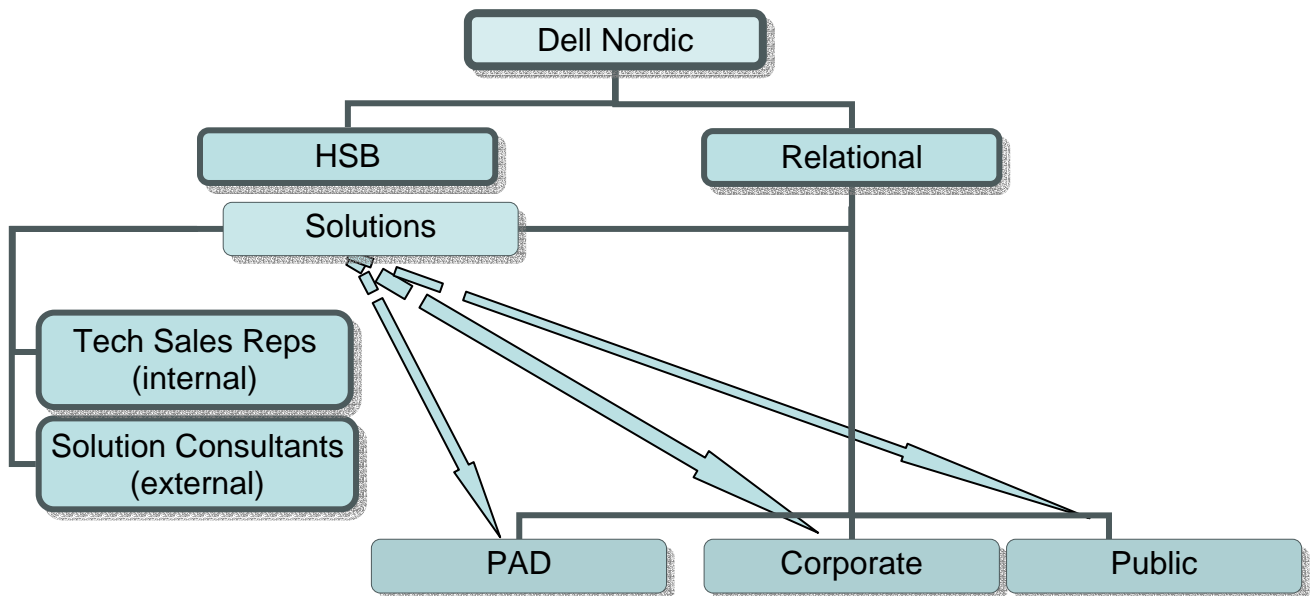 Dell Nordic
HSB
Relational
Solutions
Tech Sales Reps
(internal)
Solution Consultants
(external)
PAD
Corporate
Public